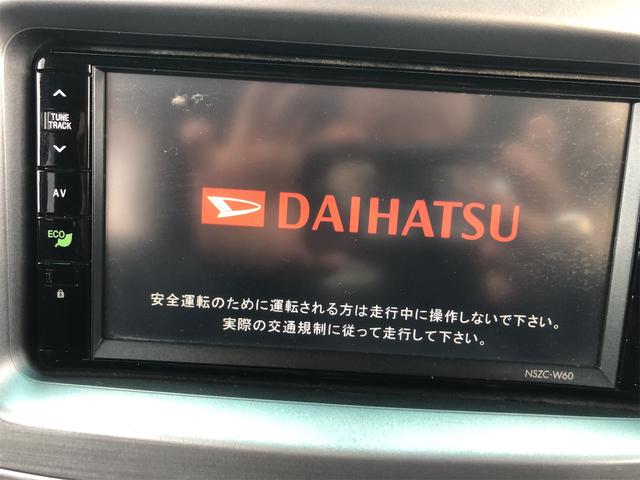 TUNE
TRACK
AV
ECO
DAIHATSU
安全運転のために運転される方は走行中に操作しないで下さい。
実際の交通規制に従って走行して下さい。
NSZC-W60